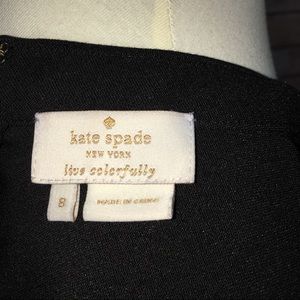 kate spade
NEW YORK
live colorfully
8
MADE IN CHINA